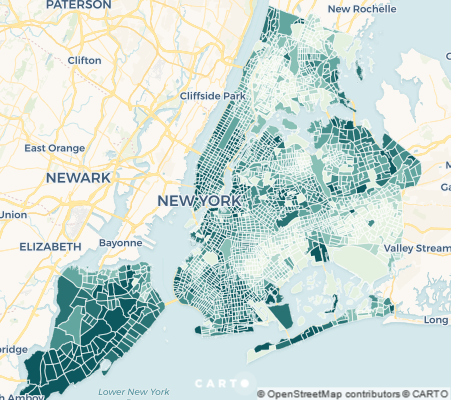 PATERSON
New Rochelle
Clifton
Cliffside Park
East Orange
NEWARK
NEW YORK
Union
ELIZABETH
Bayonne
Valley Stream
Long
bridge
h Amboy
Lower New York
CARTO
© OpenStreetMap contributors © CARTO